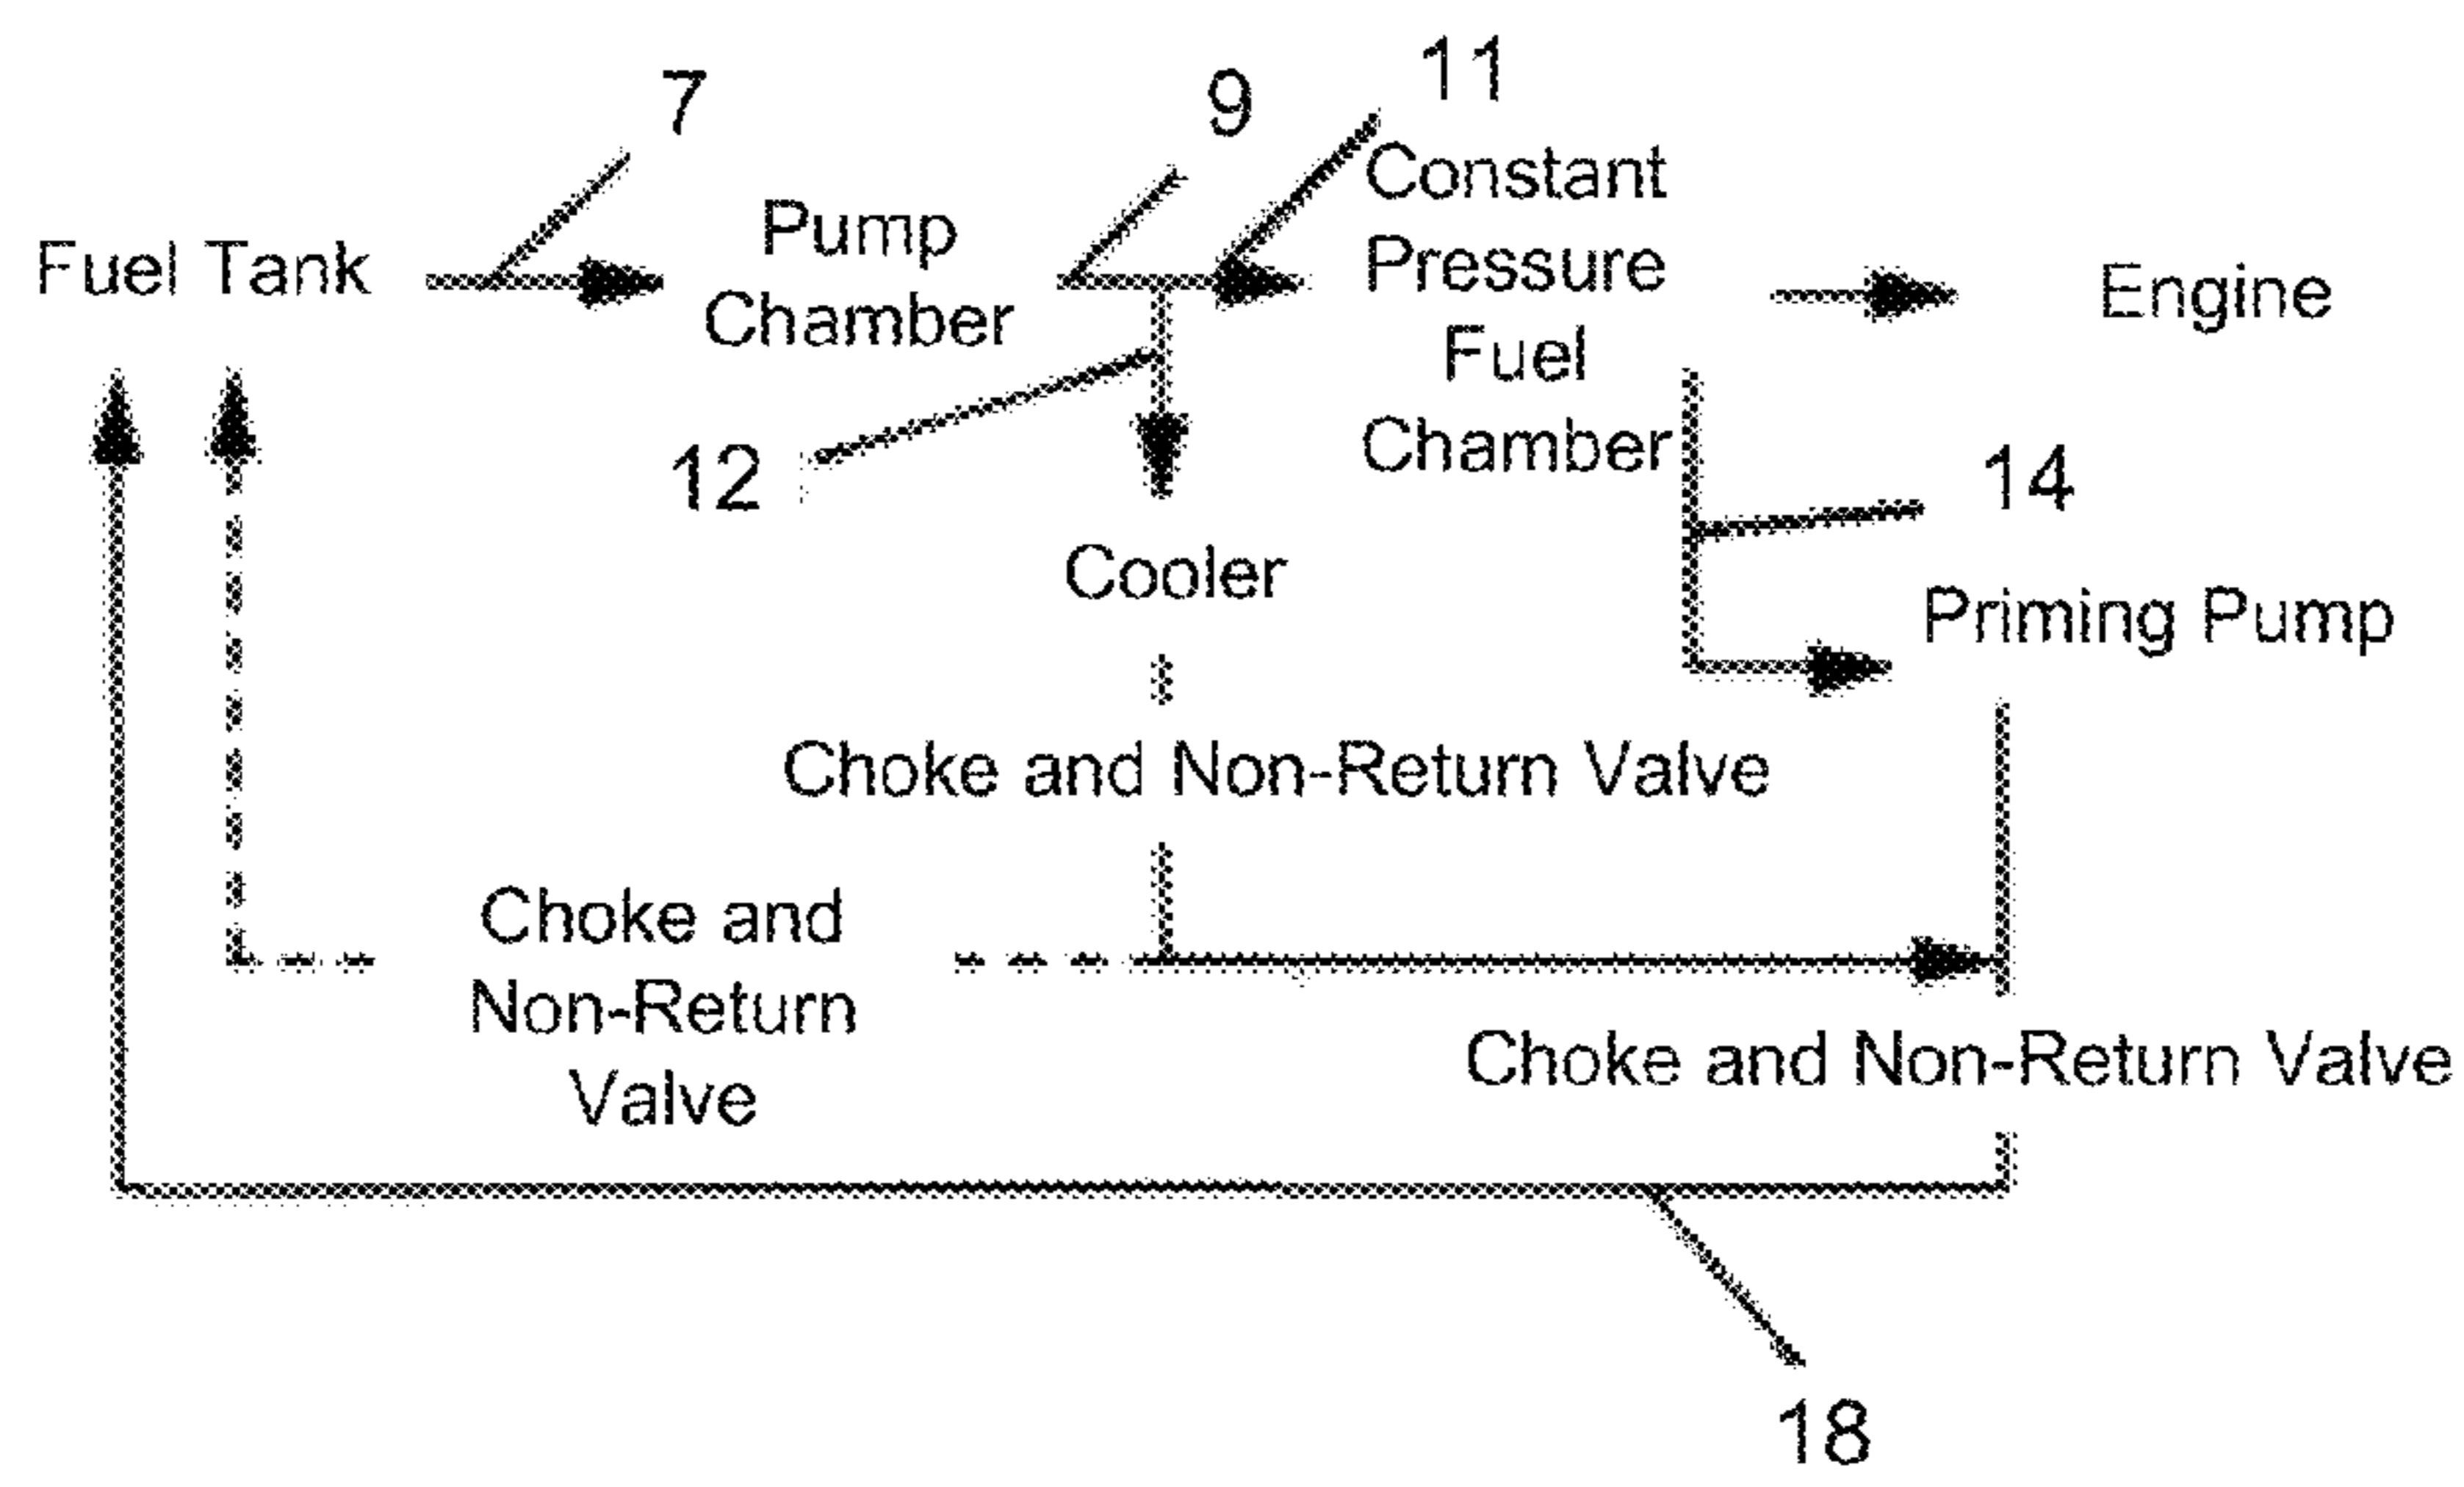 7
9
11
Fuel Tank
Pump
Chamber
Constant
Pressure
Fuel
Chamber
Engine
12
14
Cooler
Priming Pump
Choke and Non-Return Valve
Choke and
Non-Return
Valve
Choke and Non-Return Valve
18